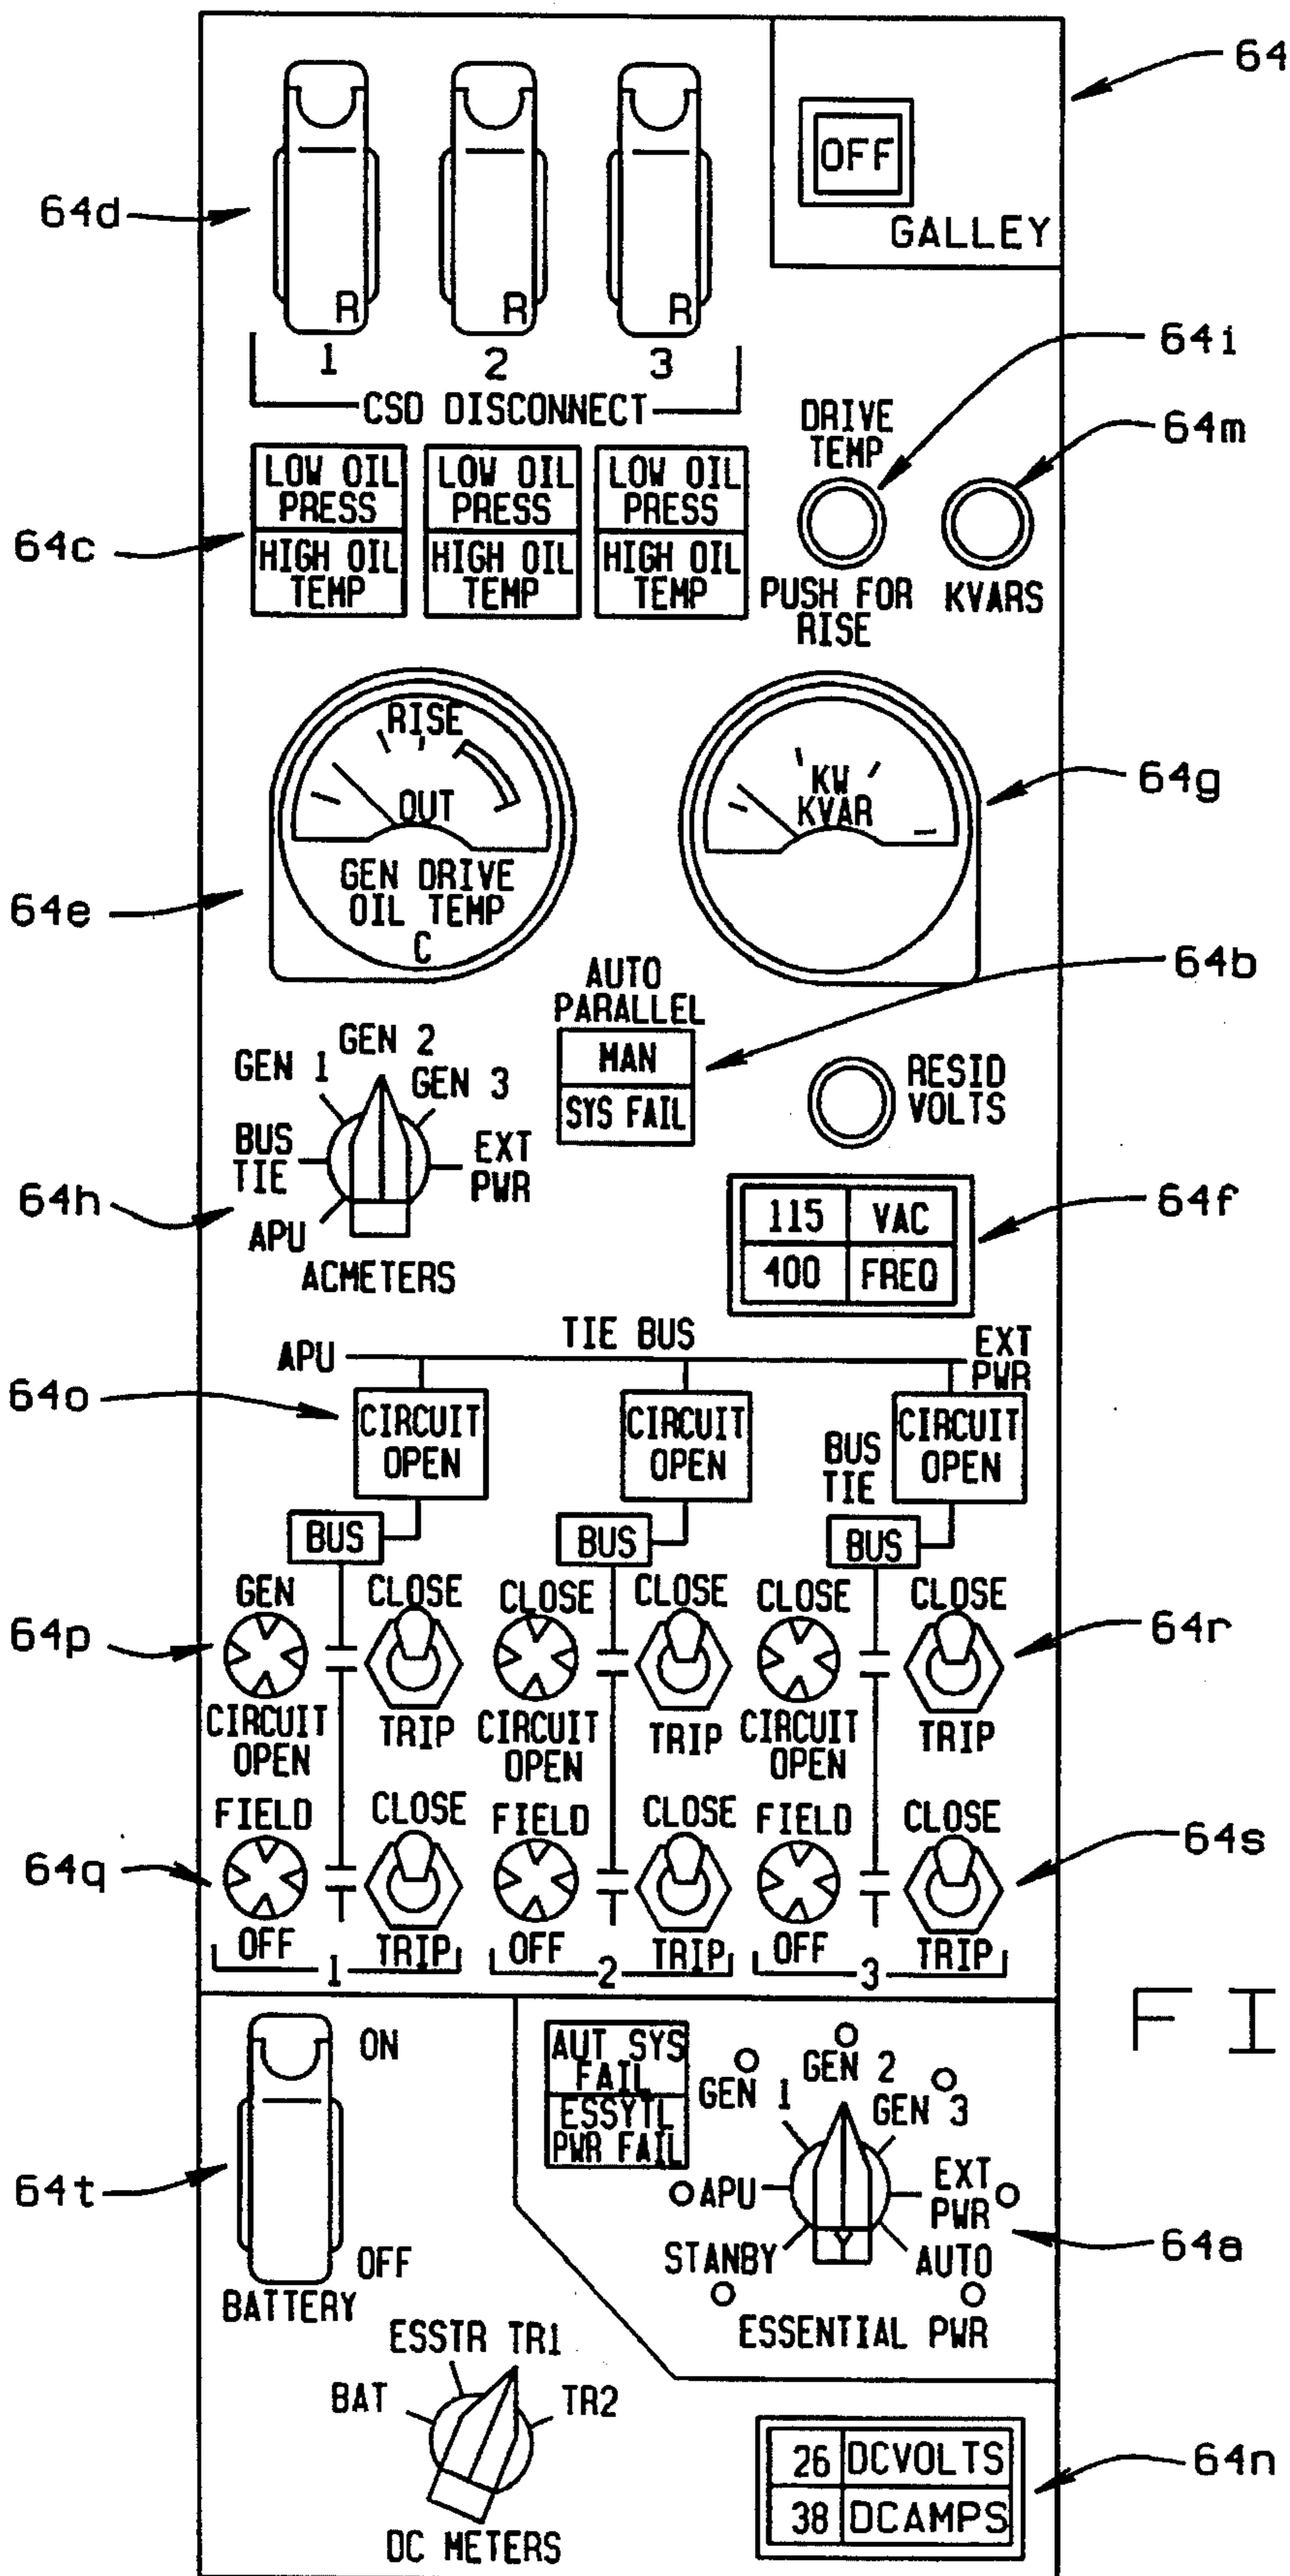 64
OFF
GALLEY
64d
R R R
1 2 3
CSD DISCONNECT
64i
64m
DRIVE
TEMP
LOW OIL
PRESS
HIGH OIL
TEMP
LOW OIL
PRESS
HIGH OIL
TEMP
LOW OIL
PRESS
HIGH OIL
TEMP
64c
PUSH FOR
RISE
KVARS
RISE
OUT
GEN DRIVE
OIL TEMP
C
64e
KW
KVAR
64g
64b
AUTO
PARALLEL
MAN
SYS FAIL
RESID
VOLTS
GEN 1
GEN 2
GEN 3
BUS
TIE
EXT
PWR
APU
ACMETERS
64h
115 VAC
400 FREQ
64f
TIE BUS
APU
EXT
PWR
64o
CIRCUIT
OPEN
CIRCUIT
OPEN
BUS
TIE
CIRCUIT
OPEN
BUS
BUS
BUS
GEN
CLOSE
CLOSE
CLOSE
CLOSE
CLOSE
64p
64r
CIRCUIT
OPEN
TRIP
CIRCUIT
OPEN
TRIP
CIRCUIT
OPEN
TRIP
FIELD
CLOSE
FIELD
CLOSE
FIELD
CLOSE
64q
64s
OFF
TRIP
OFF
TRIP
OFF
TRIP
1 2 3
FI
ON
OFF
BATTERY
64t
AUT SYS
FAIL
ESSYTL
PWR FAIL
GEN 1
GEN 2
GEN 3
APU
EXT
PWR
STANBY
Y
AUTO
ESSENTIAL PWR
64a
ESSTR TR1
BAT
TR2
DC METERS
26 DCVOLTS
38 DCAMPS
64n